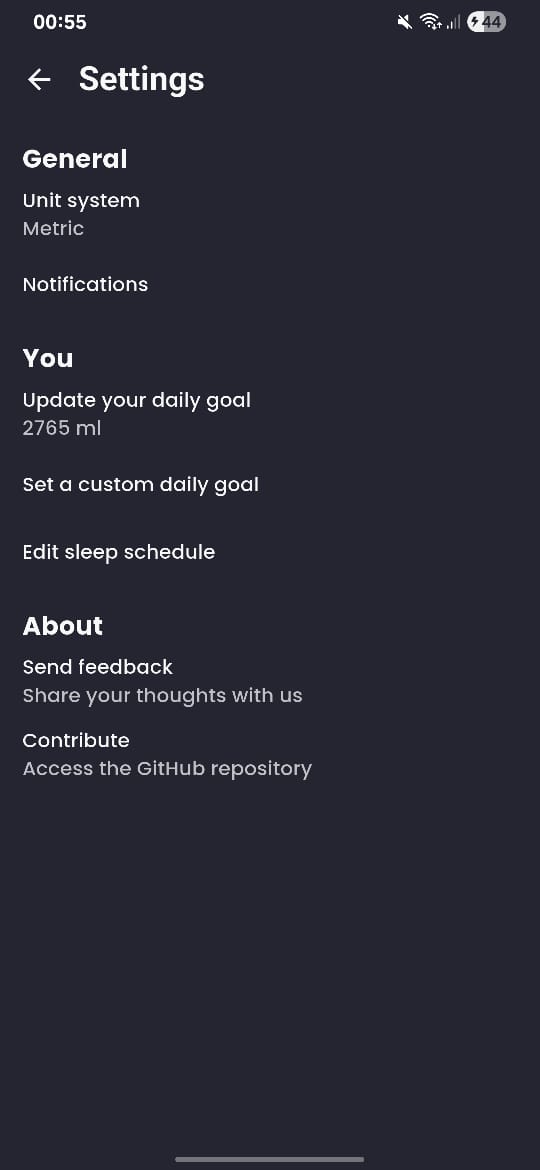 00:55
44
Settings
General
Unit system
Metric
Notifications
You
Update your daily goal
2765 ml
Set a custom daily goal
Edit sleep schedule
About
Send feedback
Share your thoughts with us
Contribute
Access the GitHub repository